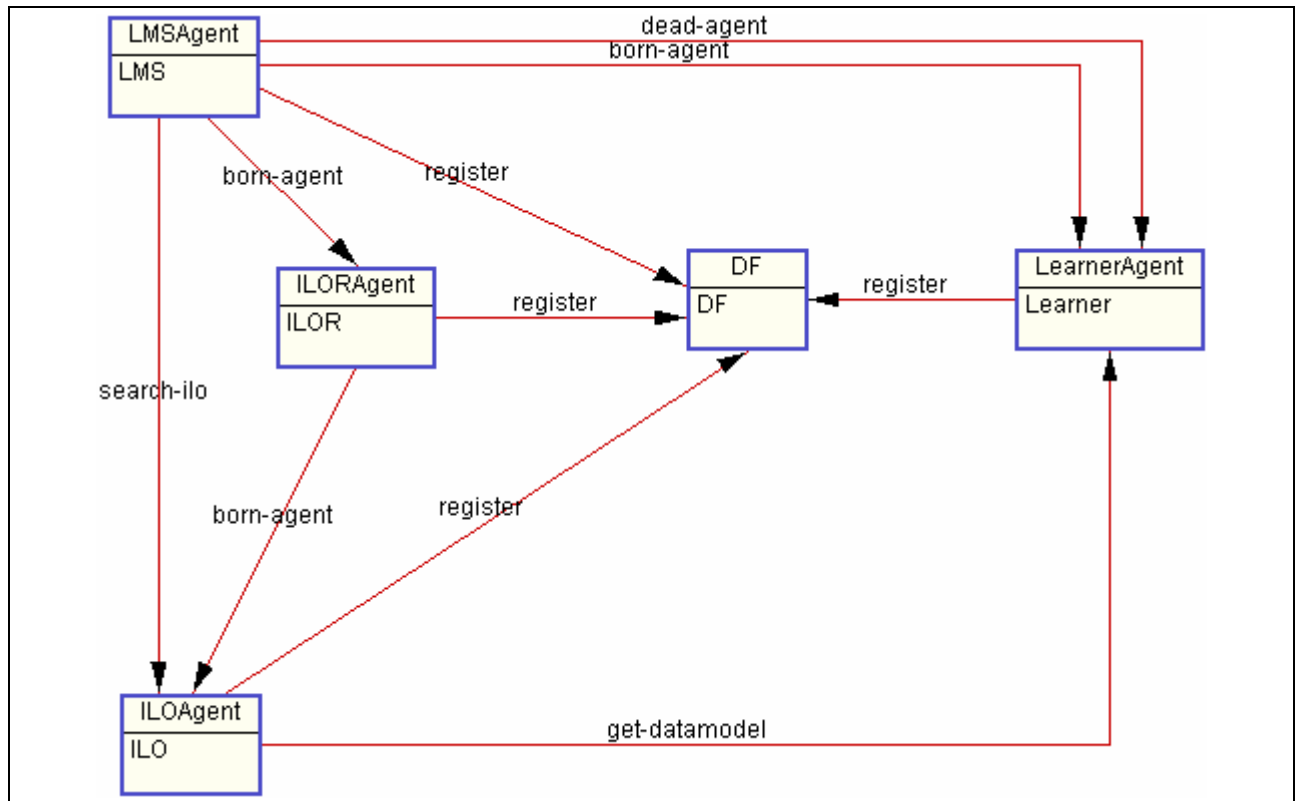 dead-agent
LMSAgent
born-agent
LMS
born-agent
register
ILORAgent
ILOR
register
DF
DF
register
LearnerAgent
Learner
search-ilo
born-agent
register
ILOAgent
ILO
get-datamodel